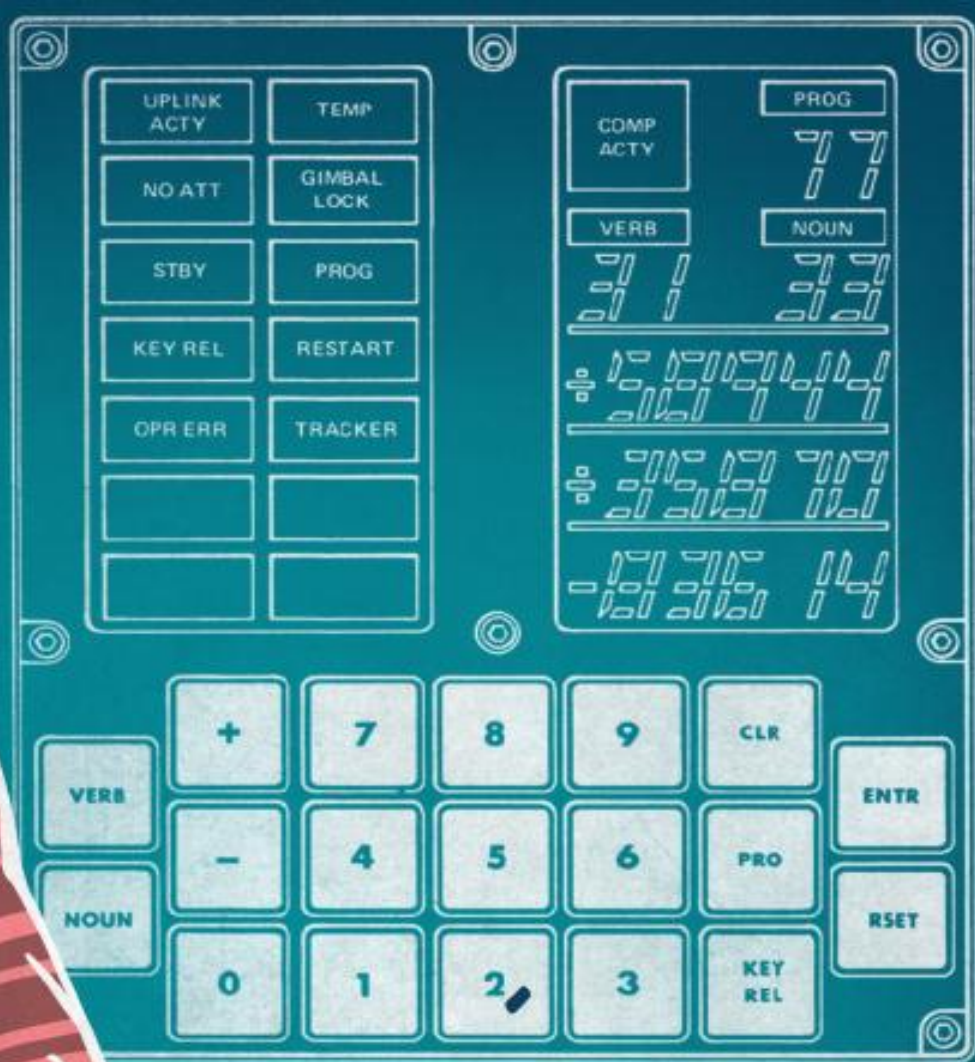 UPLINK
ACTY
TEMP
NO ATT
GIMBAL
LOCK
STBY
PROG
KEY REL
RESTART
OPR ERR
TRACKER
COMP
ACTY
PROG
77
VERB
NOUN
31 33
VERB
NOUN
+
7
8
9
CLR
-
4
5
6
PRO
0
1
2
3
KEY
REL
ENTR
RSET